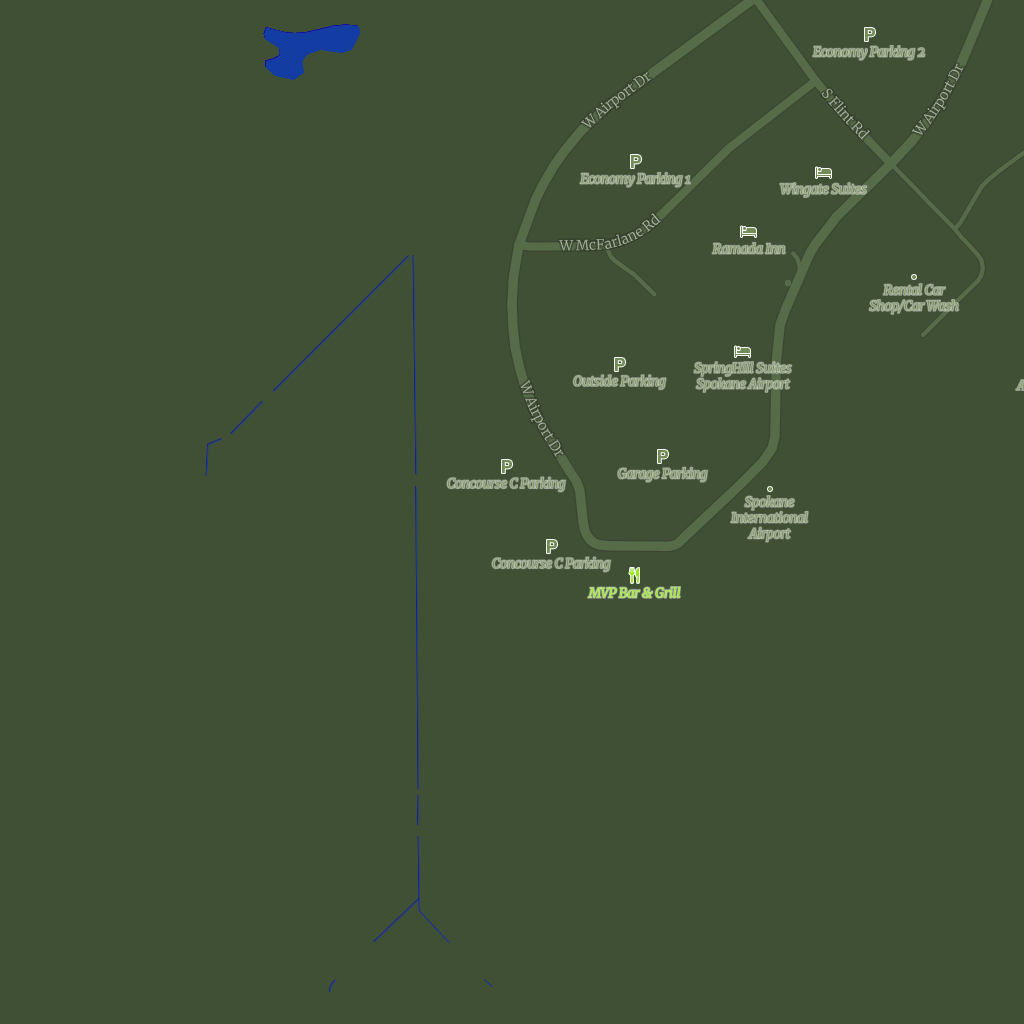 P
Economy Parking 2
W Airport Dr
S Flint Rd
W Airport Dr
P
Economy Parking 1
Wingate Suites
W McFarlane Rd
Ramada Inn
Rental Car
Shop/Car Wash
P
Outside Parking
SpringHill Suites
Spokane Airport
W Airport Dr
P
Garage Parking
P
Concourse C Parking
Spokane
International
Airport
P
Concourse C Parking
MVP Bar & Grill
A